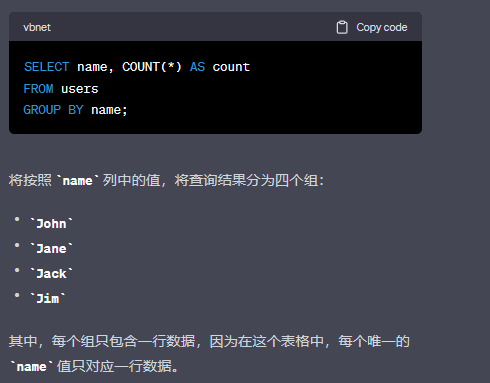 vbnet
Copy code
SELECT name, COUNT(*) AS count
FROM users
GROUP BY name;
将按照 `name` 列中的值，将查询结果分为四个组：
• `John`
• `Jane`
• `Jack`
• `Jim`
其中，每个组只包含一行数据，因为在这个表格中，每个唯一的
`name` 值只对应一行数据。